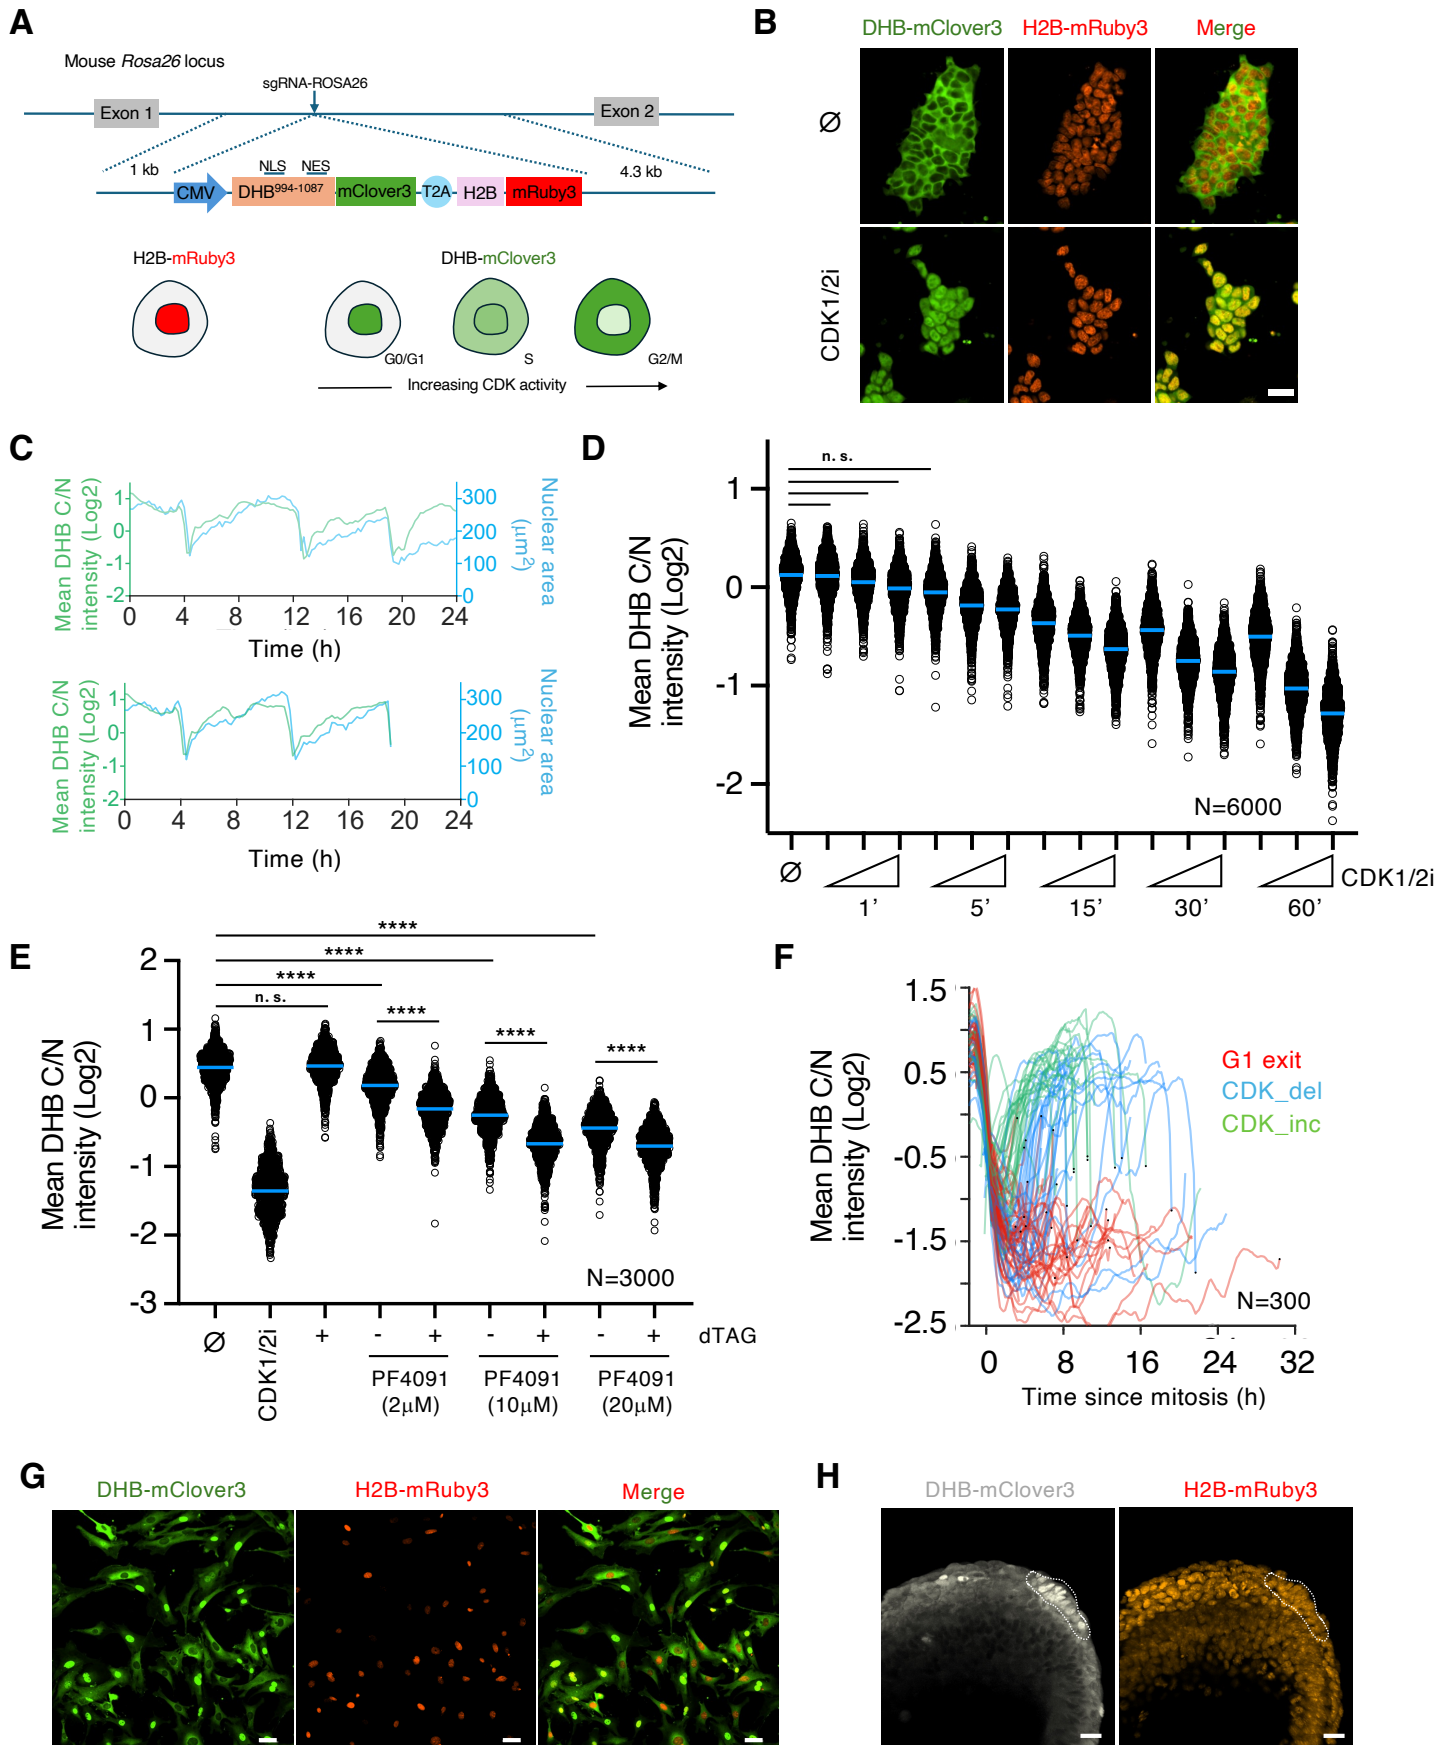 A
Mouse Rosa26 locus
sgRNA-ROSA26
Exon 1
Exon 2
1 kb
NLS
NES
4.3 kb
CMV
DHB994-1087
mClover3
T2A
H2B
mRuby3
H2B-mRuby3
DHB-mClover3
G0/G1
S
G2/M
Increasing CDK activity
B
DHB-mClover3
H2B-mRuby3
Merge
Ø
CDK1/2i
C
Mean DHB C/N
intensity (Log2)
1
0
-1
-2
300
200
100
0
Nuclear area
(μm2)
0 4 8 12 16 20 24
Time (h)
Mean DHB C/N
intensity (Log2)
1
0
-1
-2
300
200
100
0
Nuclear area
(μm2)
0 4 8 12 16 20 24
Time (h)
D
Mean DHB C/N
intensity (Log2)
1
0
-1
-2
n. s.
N=6000
Ø
1’
5’
15’
30’
60’
CDK1/2i
E
Mean DHB C/N
intensity (Log2)
2
1
0
-1
-2
-3
****
****
****
n. s.
****
****
****
N=3000
Ø
CDK1/2i
+ - + - + - + dTAG
PF4091
(2μM)
PF4091
(10μM)
PF4091
(20μM)
F
Mean DHB C/N
intensity (Log2)
1.5
0.5
-0.5
-1.5
-2.5
G1 exit
CDK_del
CDK_inc
N=300
0 8 16 24 32
Time since mitosis (h)
G
DHB-mClover3
H2B-mRuby3
Merge
H
DHB-mClover3
H2B-mRuby3